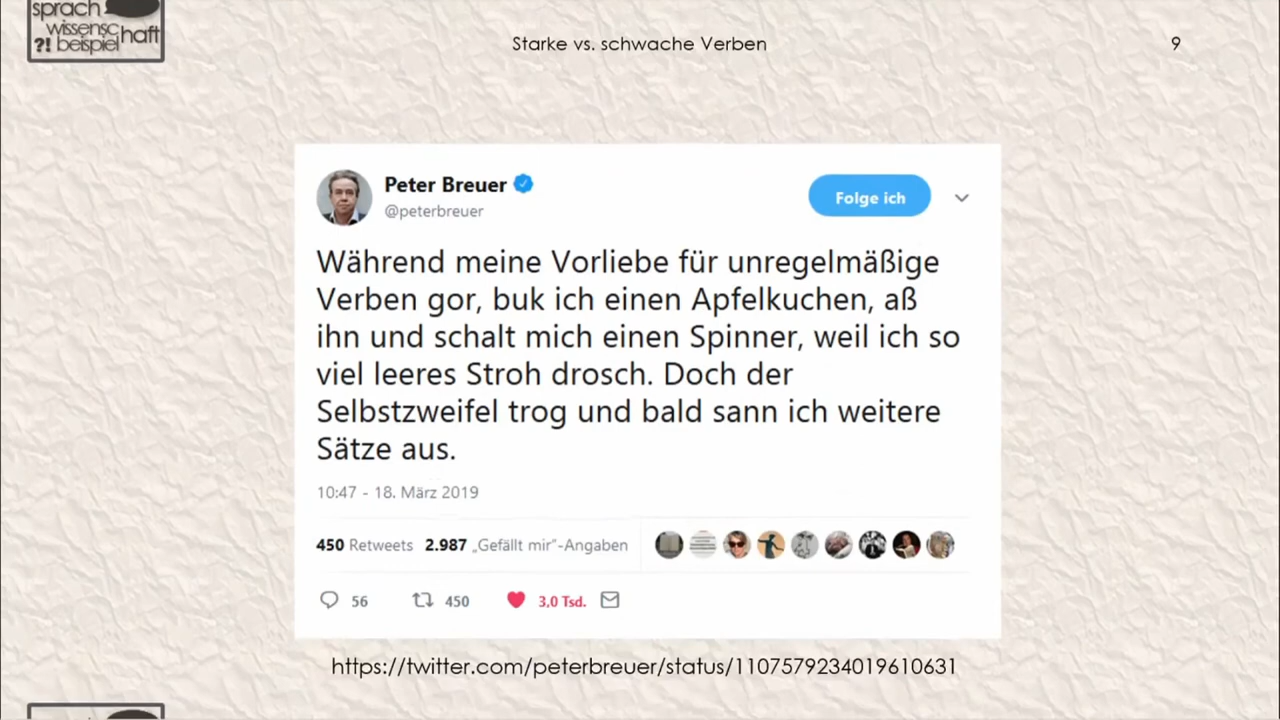 sprach
wissensc
haft
?! beispiel
Starke vs. schwache Verben
9
Peter Breuer
@peterbreuer
Folge ich
Während meine Vorliebe für unregelmäßige
Verben gor, buk ich einen Apfelkuchen, aß
ihn und schalt mich einen Spinner, weil ich so
viel leeres Stroh drosch. Doch der
Selbstzweifel trog und bald sann ich weitere
Sätze aus.
10:47 - 18. März 2019
450 Retweets 2.987 „Gefällt mir“-Angaben
56 450 3,0 Tsd.
https://twitter.com/peterbreuer/status/1107579234019610631